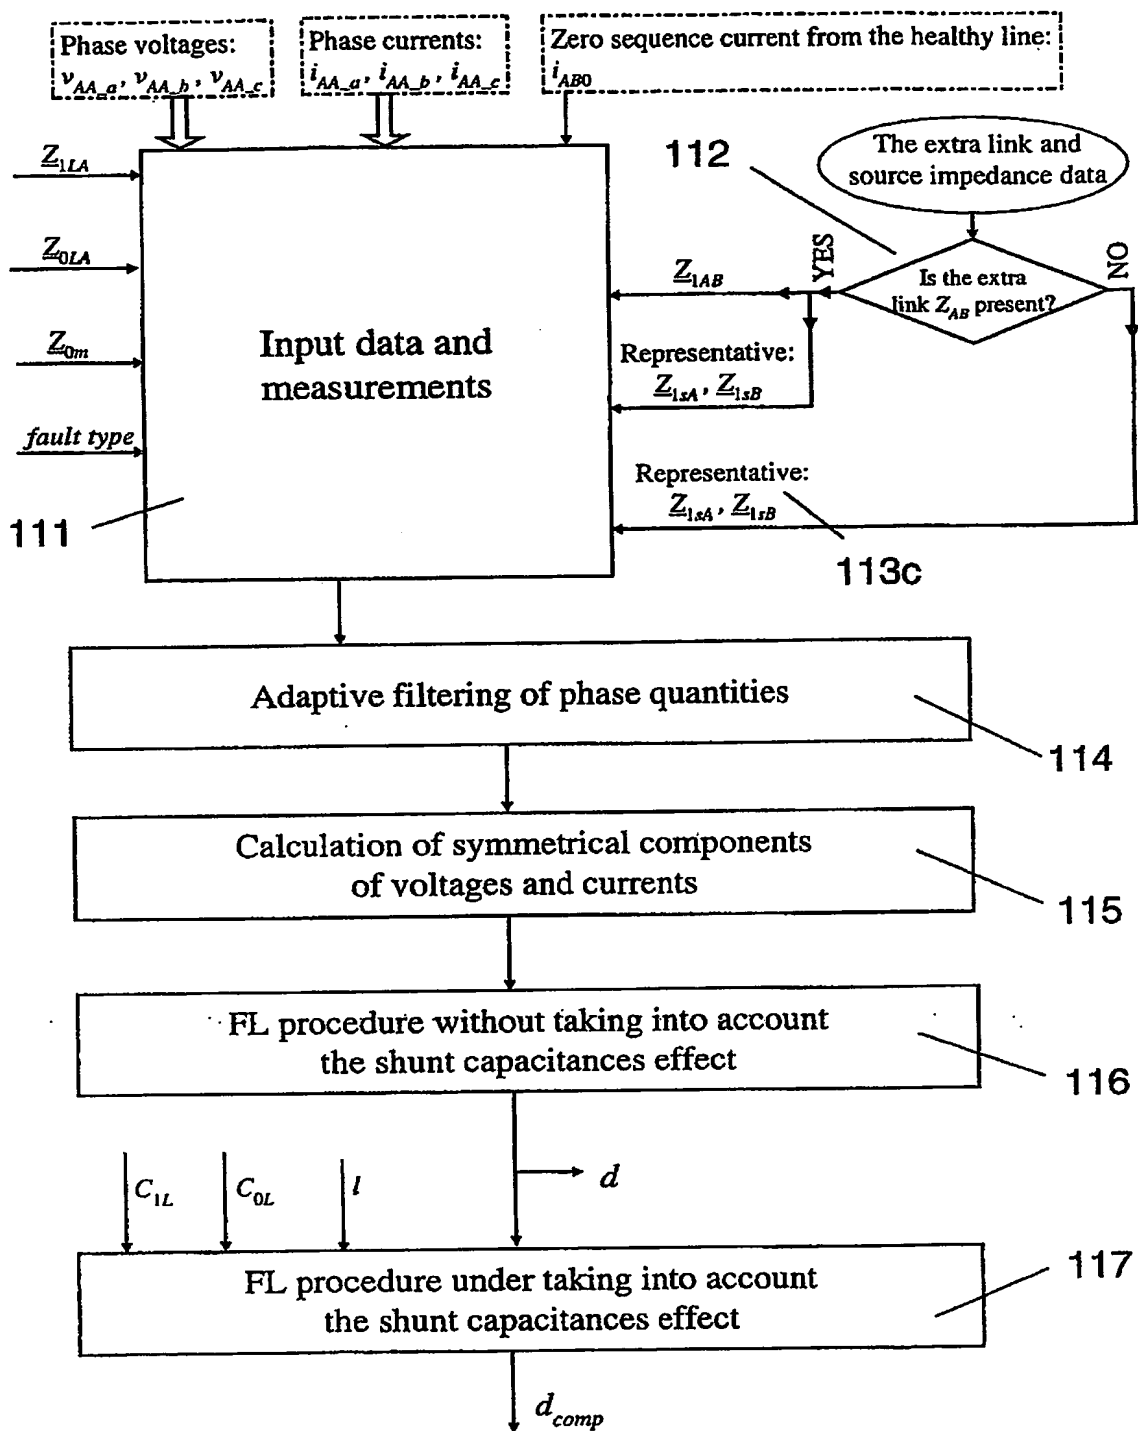 Phase voltages:
v_AA_a, v_AA_b, v_AA_c
Phase currents:
i_AA_a, i_AA_b, i_AA_c
Zero sequence current from the healthy line:
i_AB0
112
The extra link and
source impedance data
Z_1LA
Z_0LA
Z_0m
fault type
111
Input data and
measurements
YES
NO
Is the extra
link Z_AB present?
Z_1AB
Representative:
Z_1sA, Z_1sB
Representative:
Z_1sA, Z_1sB
113c
Adaptive filtering of phase quantities
114
Calculation of symmetrical components
of voltages and currents
115
FL procedure without taking into account
the shunt capacitances effect
116
C_1L
C_0L
l
d
FL procedure under taking into account
the shunt capacitances effect
117
d_comp